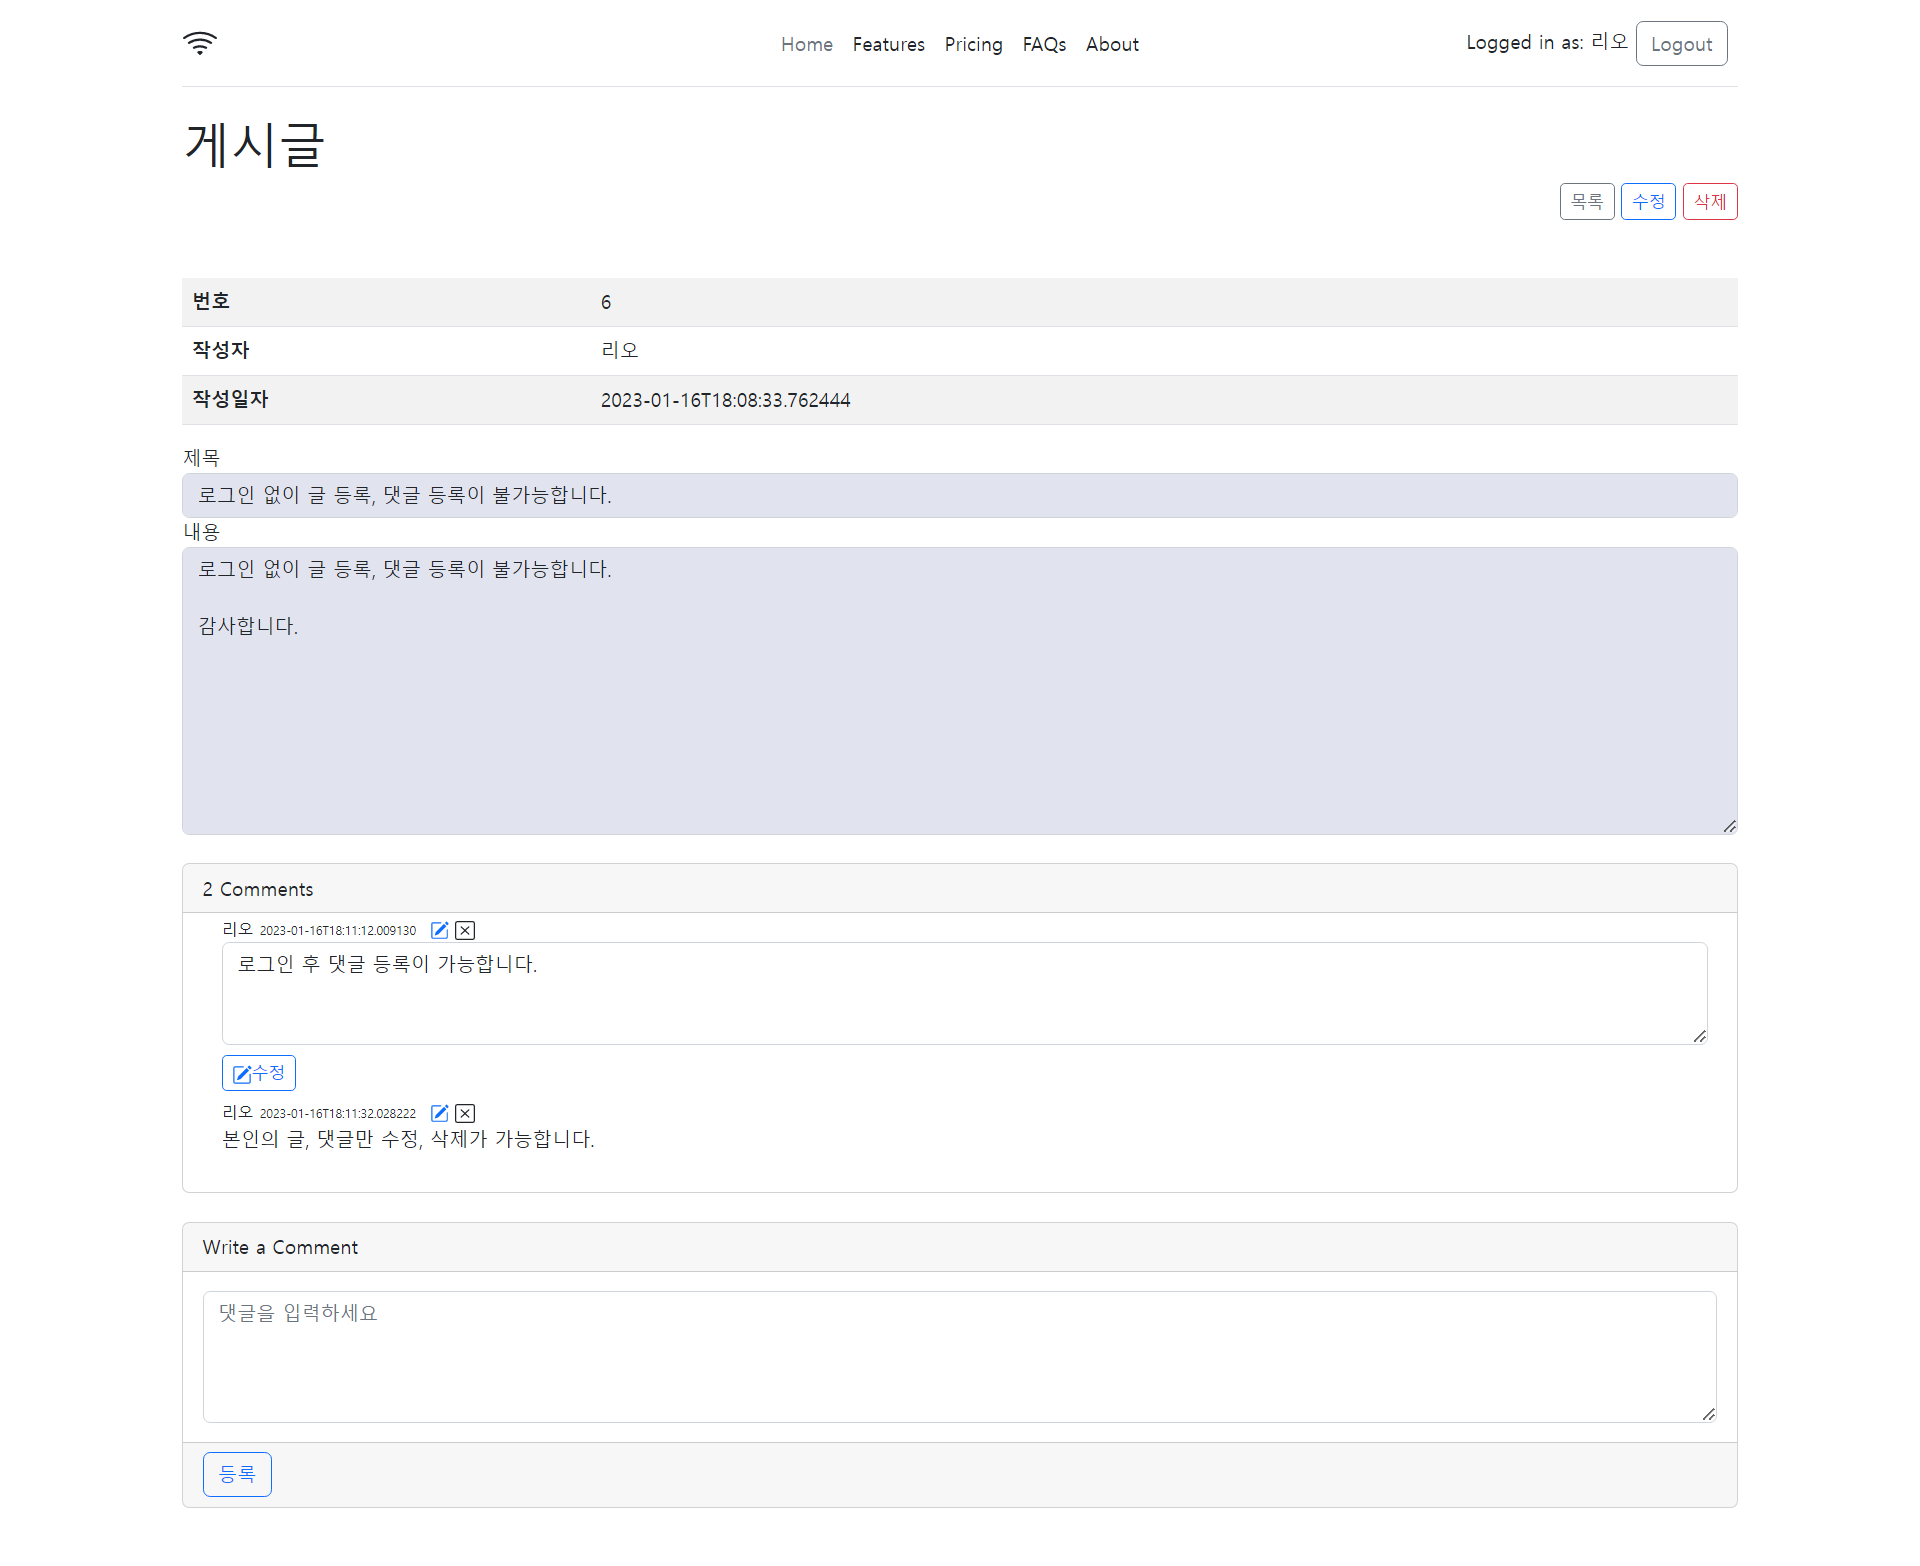 Home Features Pricing FAQs About Logged in as: 리오 Logout
게시글
목록 수정 삭제
번호 6
작성자 리오
작성일자 2023-01-16T18:08:33.762444
제목
로그인 없이 글 등록, 댓글 등록이 불가능합니다.
내용
로그인 없이 글 등록, 댓글 등록이 불가능합니다.
감사합니다.
2 Comments
리오 2023-01-16T18:11:12.009130
로그인 후 댓글 등록이 가능합니다.
수정
리오 2023-01-16T18:11:32.028222
본인의 글, 댓글만 수정, 삭제가 가능합니다.
Write a Comment
댓글을 입력하세요
등록